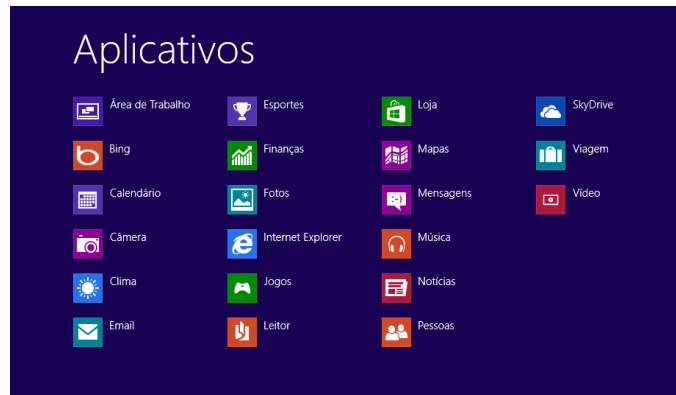 Aplicativos
Área de Trabalho
Bing
Calendário
Câmera
Clima
Email
Esportes
Finanças
Fotos
Internet Explorer
Jogos
Leitor
Loja
Mapas
Mensagens
Música
Notícias
Pessoas
SkyDrive
Viagem
Vídeo